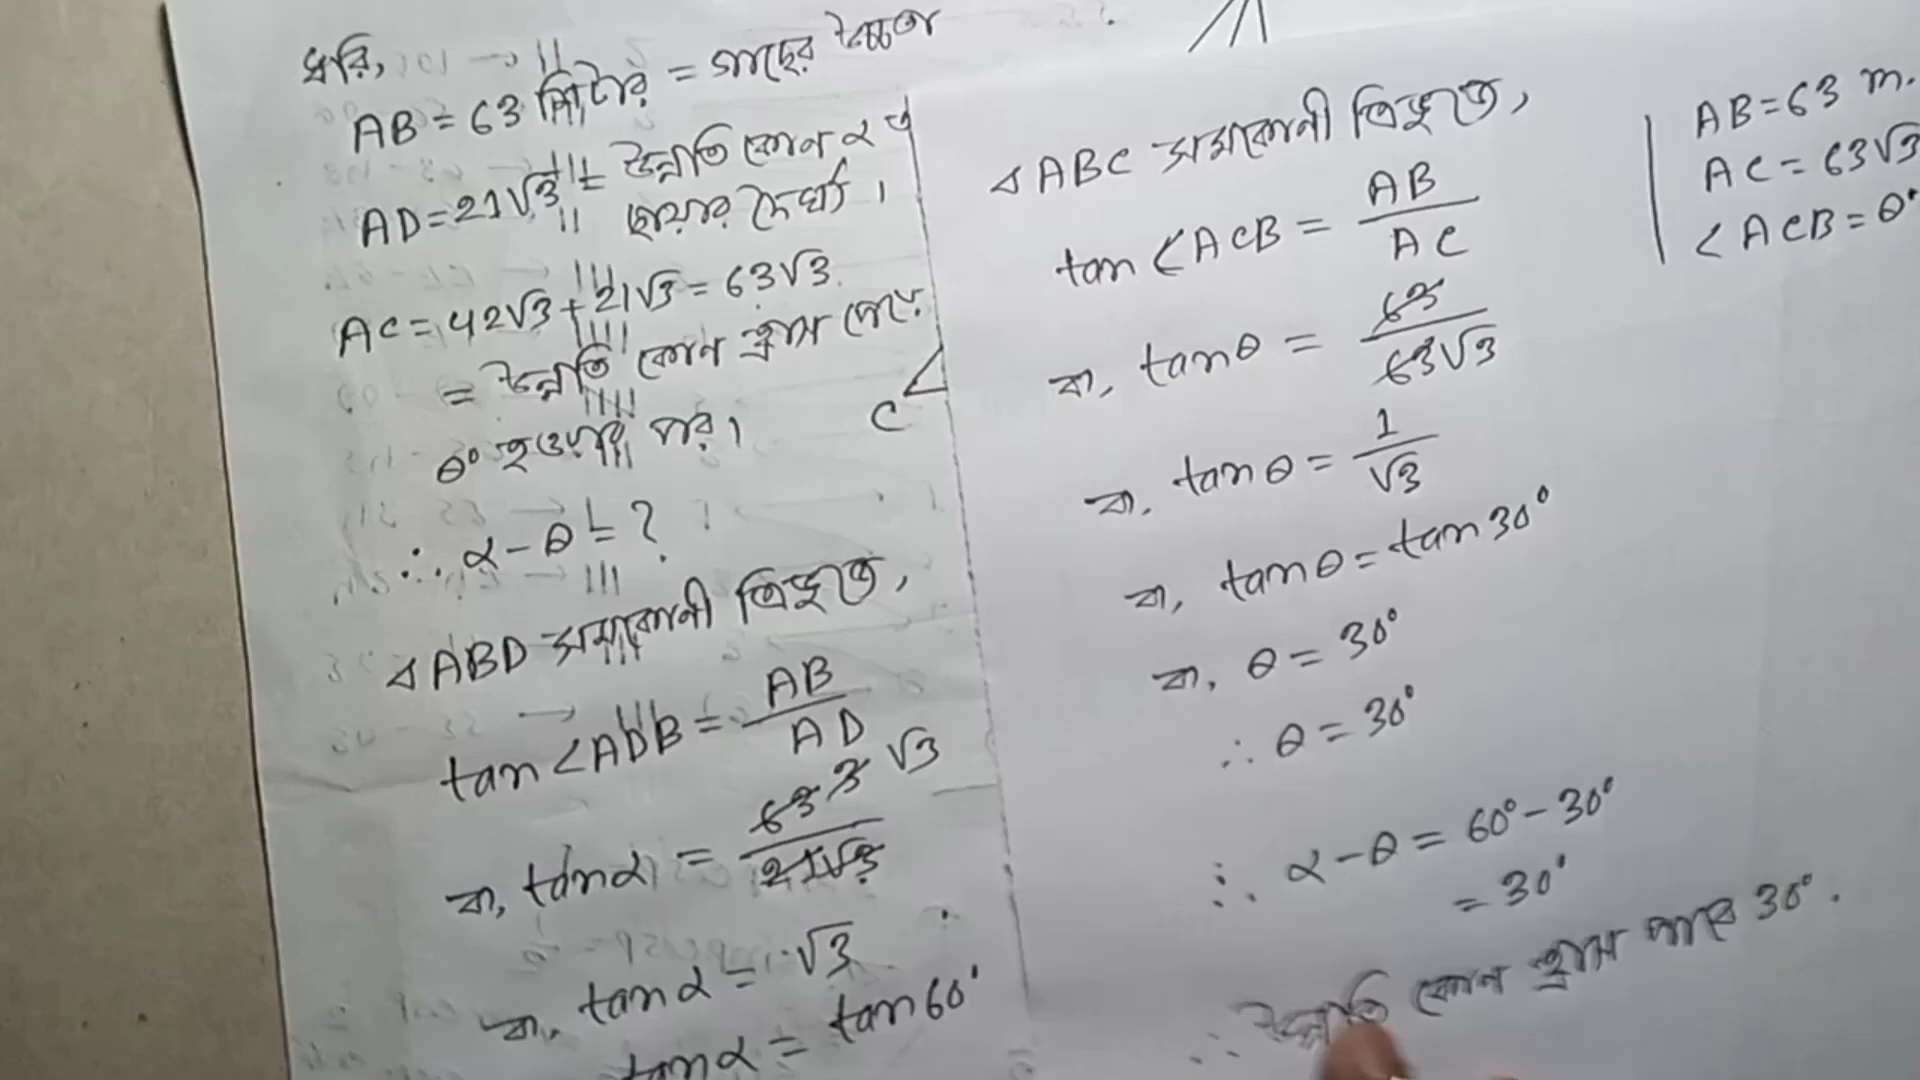 ধরি,
AB = 63 মিটার = গাছের উচ্চতা
AD = 21√3 = উন্নতি কোন α এ
ছায়ার দৈর্ঘ্য।
AC = 42√3 + 21√3 = 63√3
= উন্নতি কোন হ্রাস পেয়ে
θ° হওয়ার পর।
∴ α - θ = ?
△ ABD সমকোনী ত্রিভুজে,
tan ∠ADB = AB/AD
বা, tanα = 63/21√3
বা, tanα = √3
tanα = tan60°
C
△ ABC সমকোনী ত্রিভুজে,
tan ∠ACB = AB/AC
বা, tanθ = 63/63√3
বা, tanθ = 1/√3
বা, tanθ = tan30°
বা, θ = 30°
∴ θ = 30°
∴ α - θ = 60° - 30°
= 30°
∴ উন্নতি কোন হ্রাস পাবে 30°.
AB = 63 m.
AC = 63√3
∠ACB = θ°